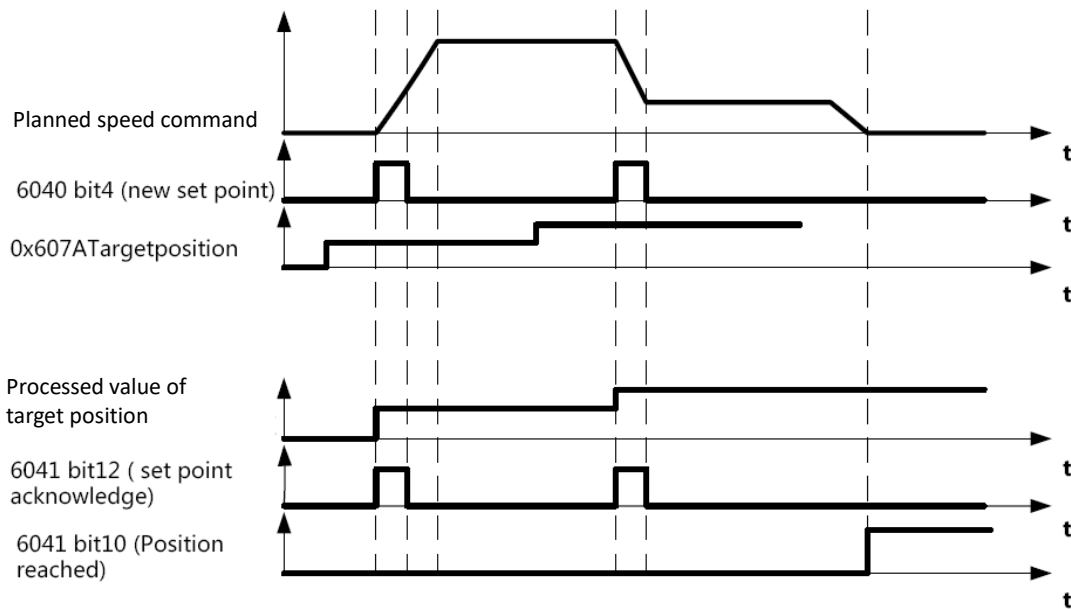 Planned speed command
t
6040 bit4 (new set point)
t
0x607ATargetposition
t
Processed value of
target position
t
6041 bit12 ( set point
acknowledge)
t
6041 bit10 (Position
reached)
t